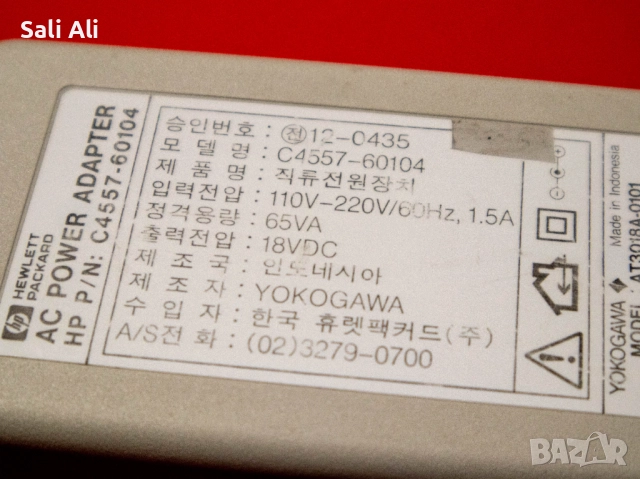 Sali Ali
hp HEWLETT
PACKARD
AC POWER ADAPTER
HP P/N: C4557-60104
승인번호 : 전12-0435
모 델 명 : C4557-60104
제 품 명 : 직류전원장치
입력전압 : 110V-220V/60Hz, 1.5A
정격용량 : 65VA
출력전압 : 18VDC
제 조 국 : 인도네시아
제 조 자 : YOKOGAWA
수 입 자 : 한국 휴렛팩커드(주)
A/S전화 : (02)3279-0700
Made in Indonesia
YOKOGAWA
MODEL AT3038A-0101
BAZAR